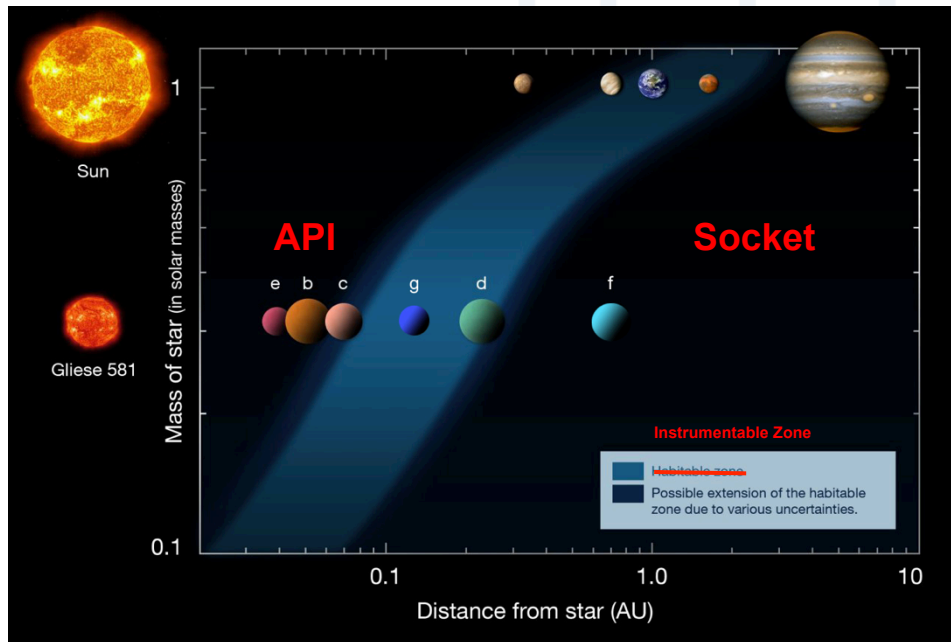 Sun
Gliese 581
Mass of star (in solar masses)
1
0.1
API
Socket
e
b
c
g
d
f
Instrumentable Zone
Habitable zone
Possible extension of the habitable
zone due to various uncertainties.
0.1
1.0
10
Distance from star (AU)